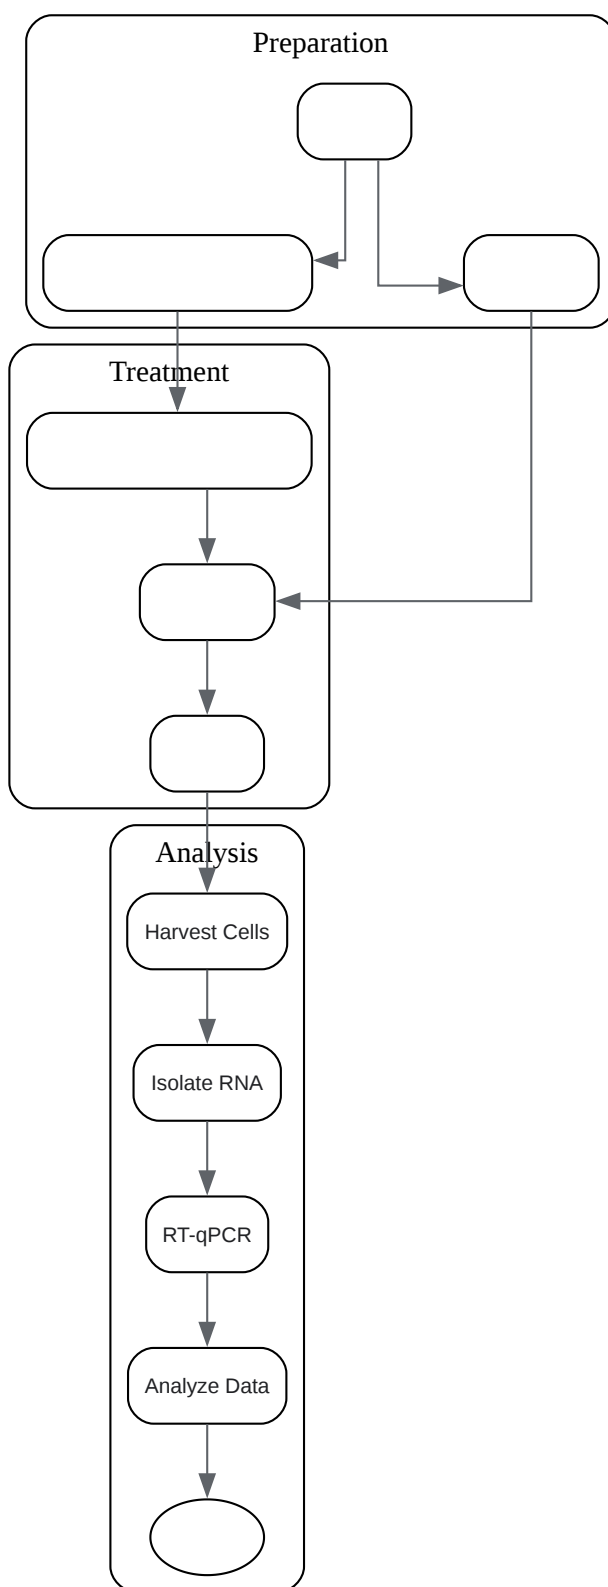 Preparation
Treatment
Analysis
Harvest Cells
Isolate RNA
RT-qPCR
Analyze Data